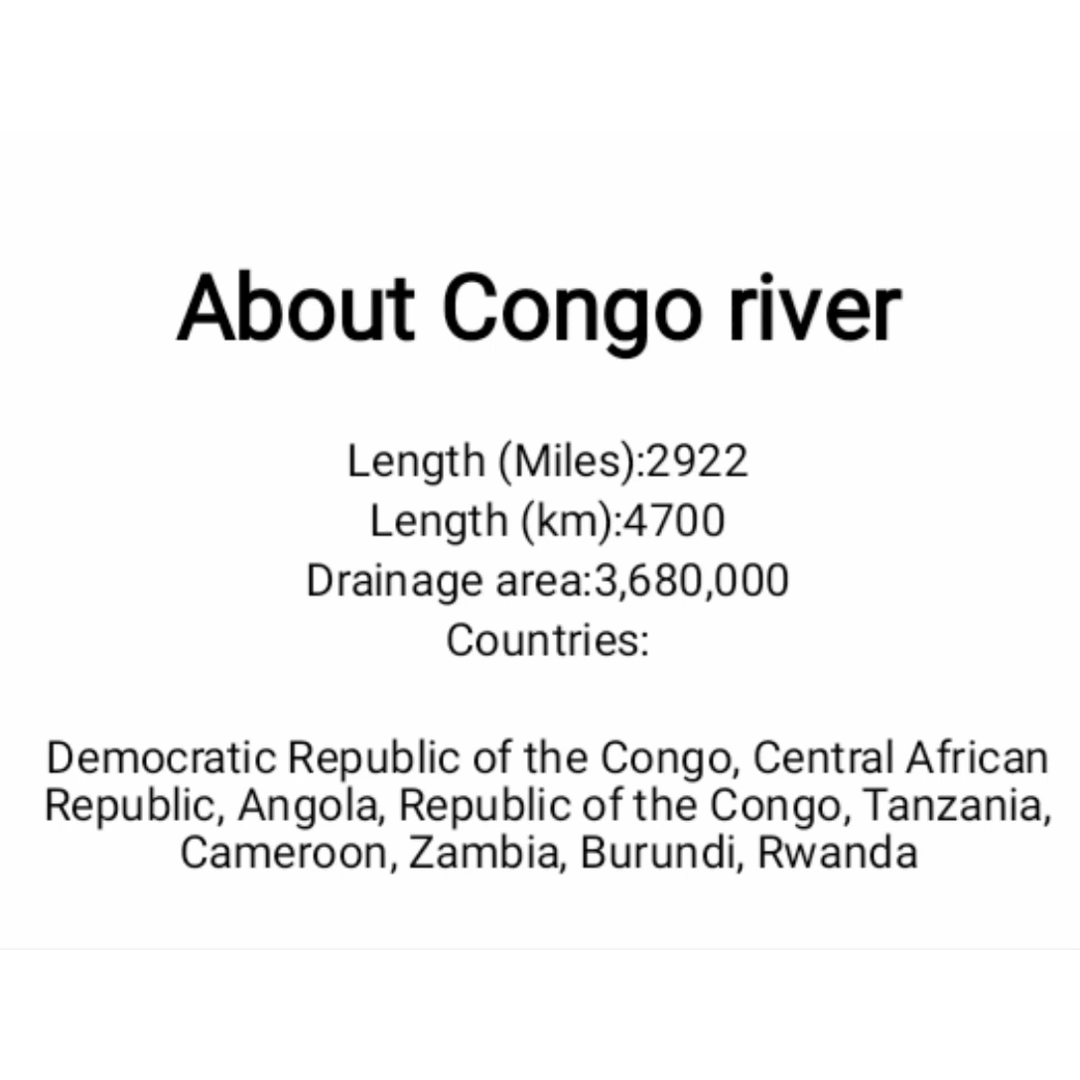 About Congo river
Length (Miles):2922
Length (km):4700
Drainage area:3,680,000
Countries:
Democratic Republic of the Congo, Central African
Republic, Angola, Republic of the Congo, Tanzania,
Cameroon, Zambia, Burundi, Rwanda